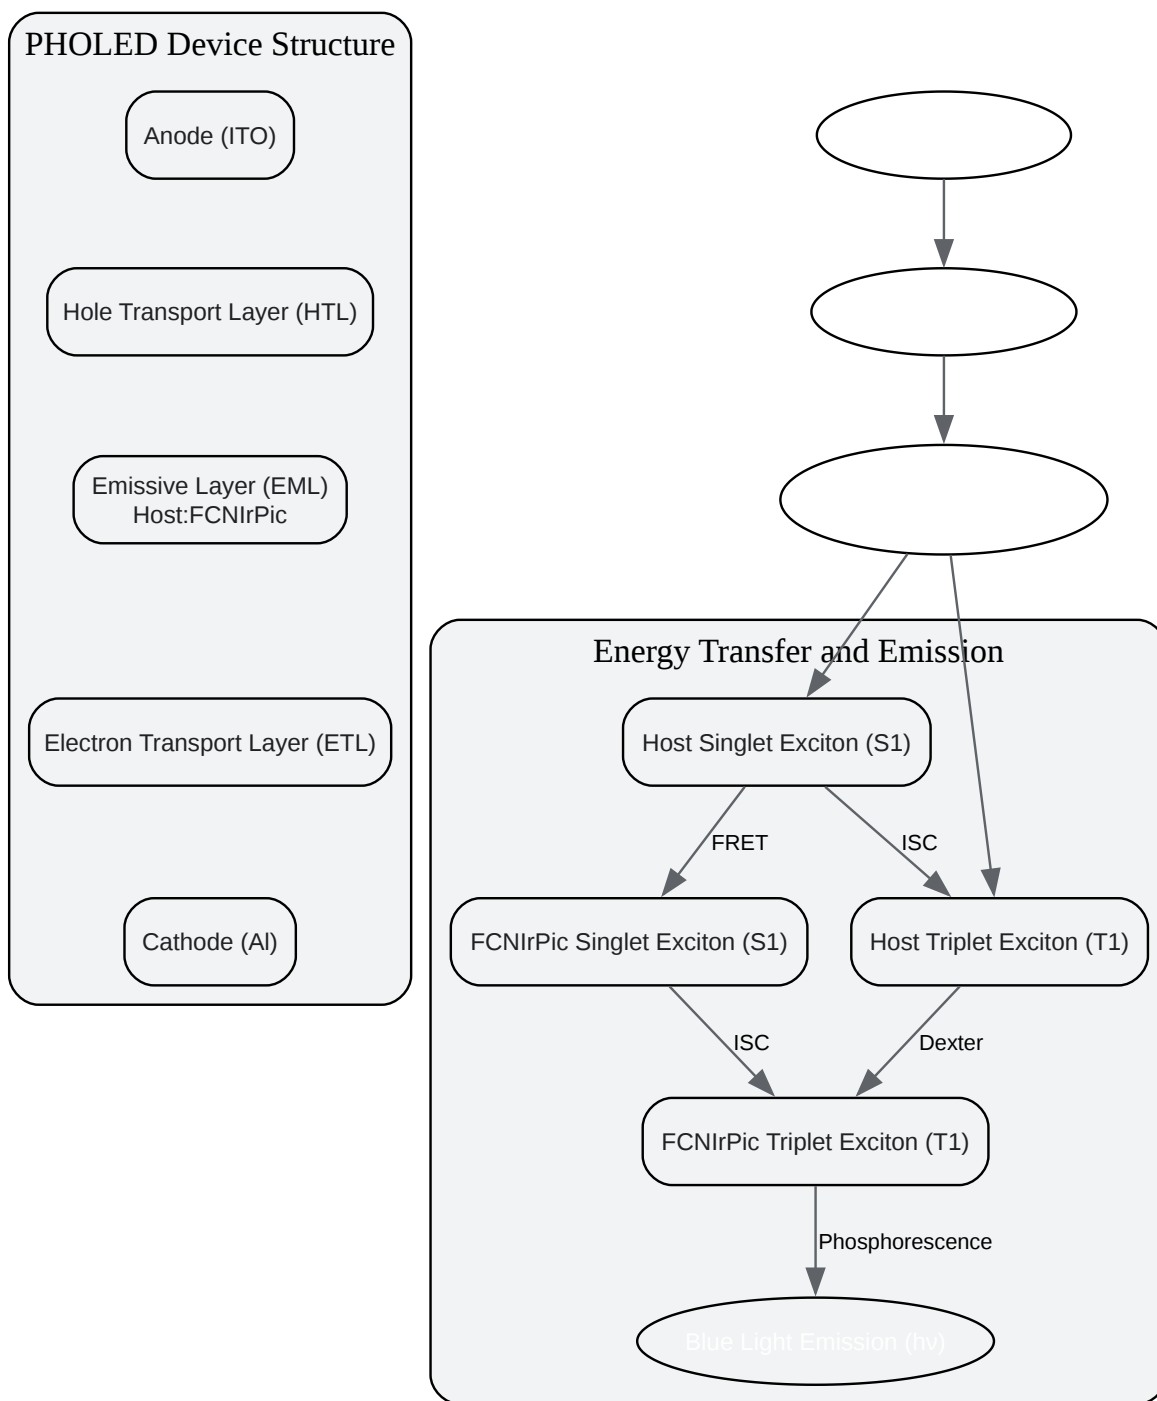 PHOLED Device Structure
Anode (ITO)
Hole Transport Layer (HTL)
Emissive Layer (EML)
Host:FCNIrPic
Electron Transport Layer (ETL)
Cathode (Al)
Energy Transfer and Emission
Host Singlet Exciton (S1)
FRET
ISC
FCNIrPic Singlet Exciton (S1)
Host Triplet Exciton (T1)
ISC
Dexter
FCNIrPic Triplet Exciton (T1)
Phosphorescence
Blue Light Emission (hν)